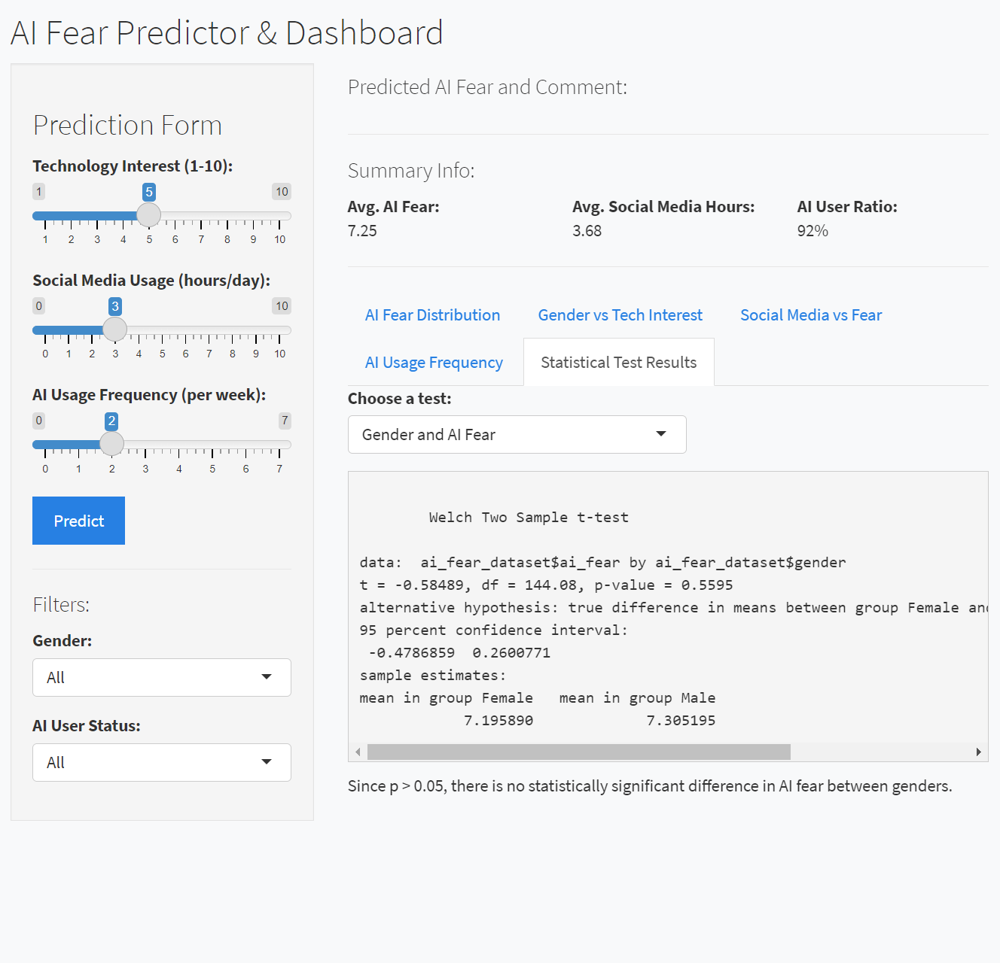 AI Fear Predictor & Dashboard
Prediction Form
Technology Interest (1-10):
1 5 10
1 2 3 4 5 6 7 8 9 10
Social Media Usage (hours/day):
0 3 10
0 1 2 3 4 5 6 7 8 9 10
AI Usage Frequency (per week):
0 2 7
0 1 2 3 4 5 6 7
Predict
Filters:
Gender:
All
AI User Status:
All
Predicted AI Fear and Comment:
Summary Info:
Avg. AI Fear: Avg. Social Media Hours: AI User Ratio:
7.25 3.68 92%
AI Fear Distribution Gender vs Tech Interest Social Media vs Fear
AI Usage Frequency Statistical Test Results
Choose a test:
Gender and AI Fear
Welch Two Sample t-test
data:  ai_fear_dataset$ai_fear by ai_fear_dataset$gender
t = -0.58489, df = 144.08, p-value = 0.5595
alternative hypothesis: true difference in means between group Female
95 percent confidence interval:
-0.4786859  0.2600771
sample estimates:
mean in group Female   mean in group Male
7.195890             7.305195
Since p > 0.05, there is no statistically significant difference in AI fear between genders.